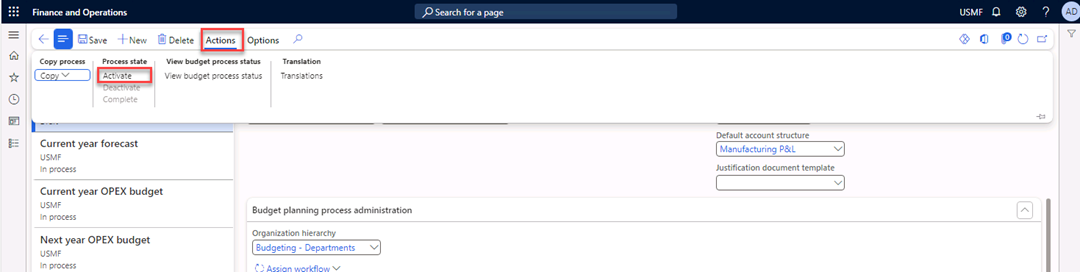 Finance and Operations
Search for a page
USMF
AD
Save
New
Delete
Actions
Options
0
Copy process
Copy
Process state
Activate
Deactivate
Complete
View budget process status
View budget process status
Translation
Translations
Current year forecast
USMF
In process
Current year OPEX budget
USMF
In process
Next year OPEX budget
USMF
In process
Default account structure
Manufacturing P&L
Justification document template
Budget planning process administration
Organization hierarchy
Budgeting - Departments
Assign workflow